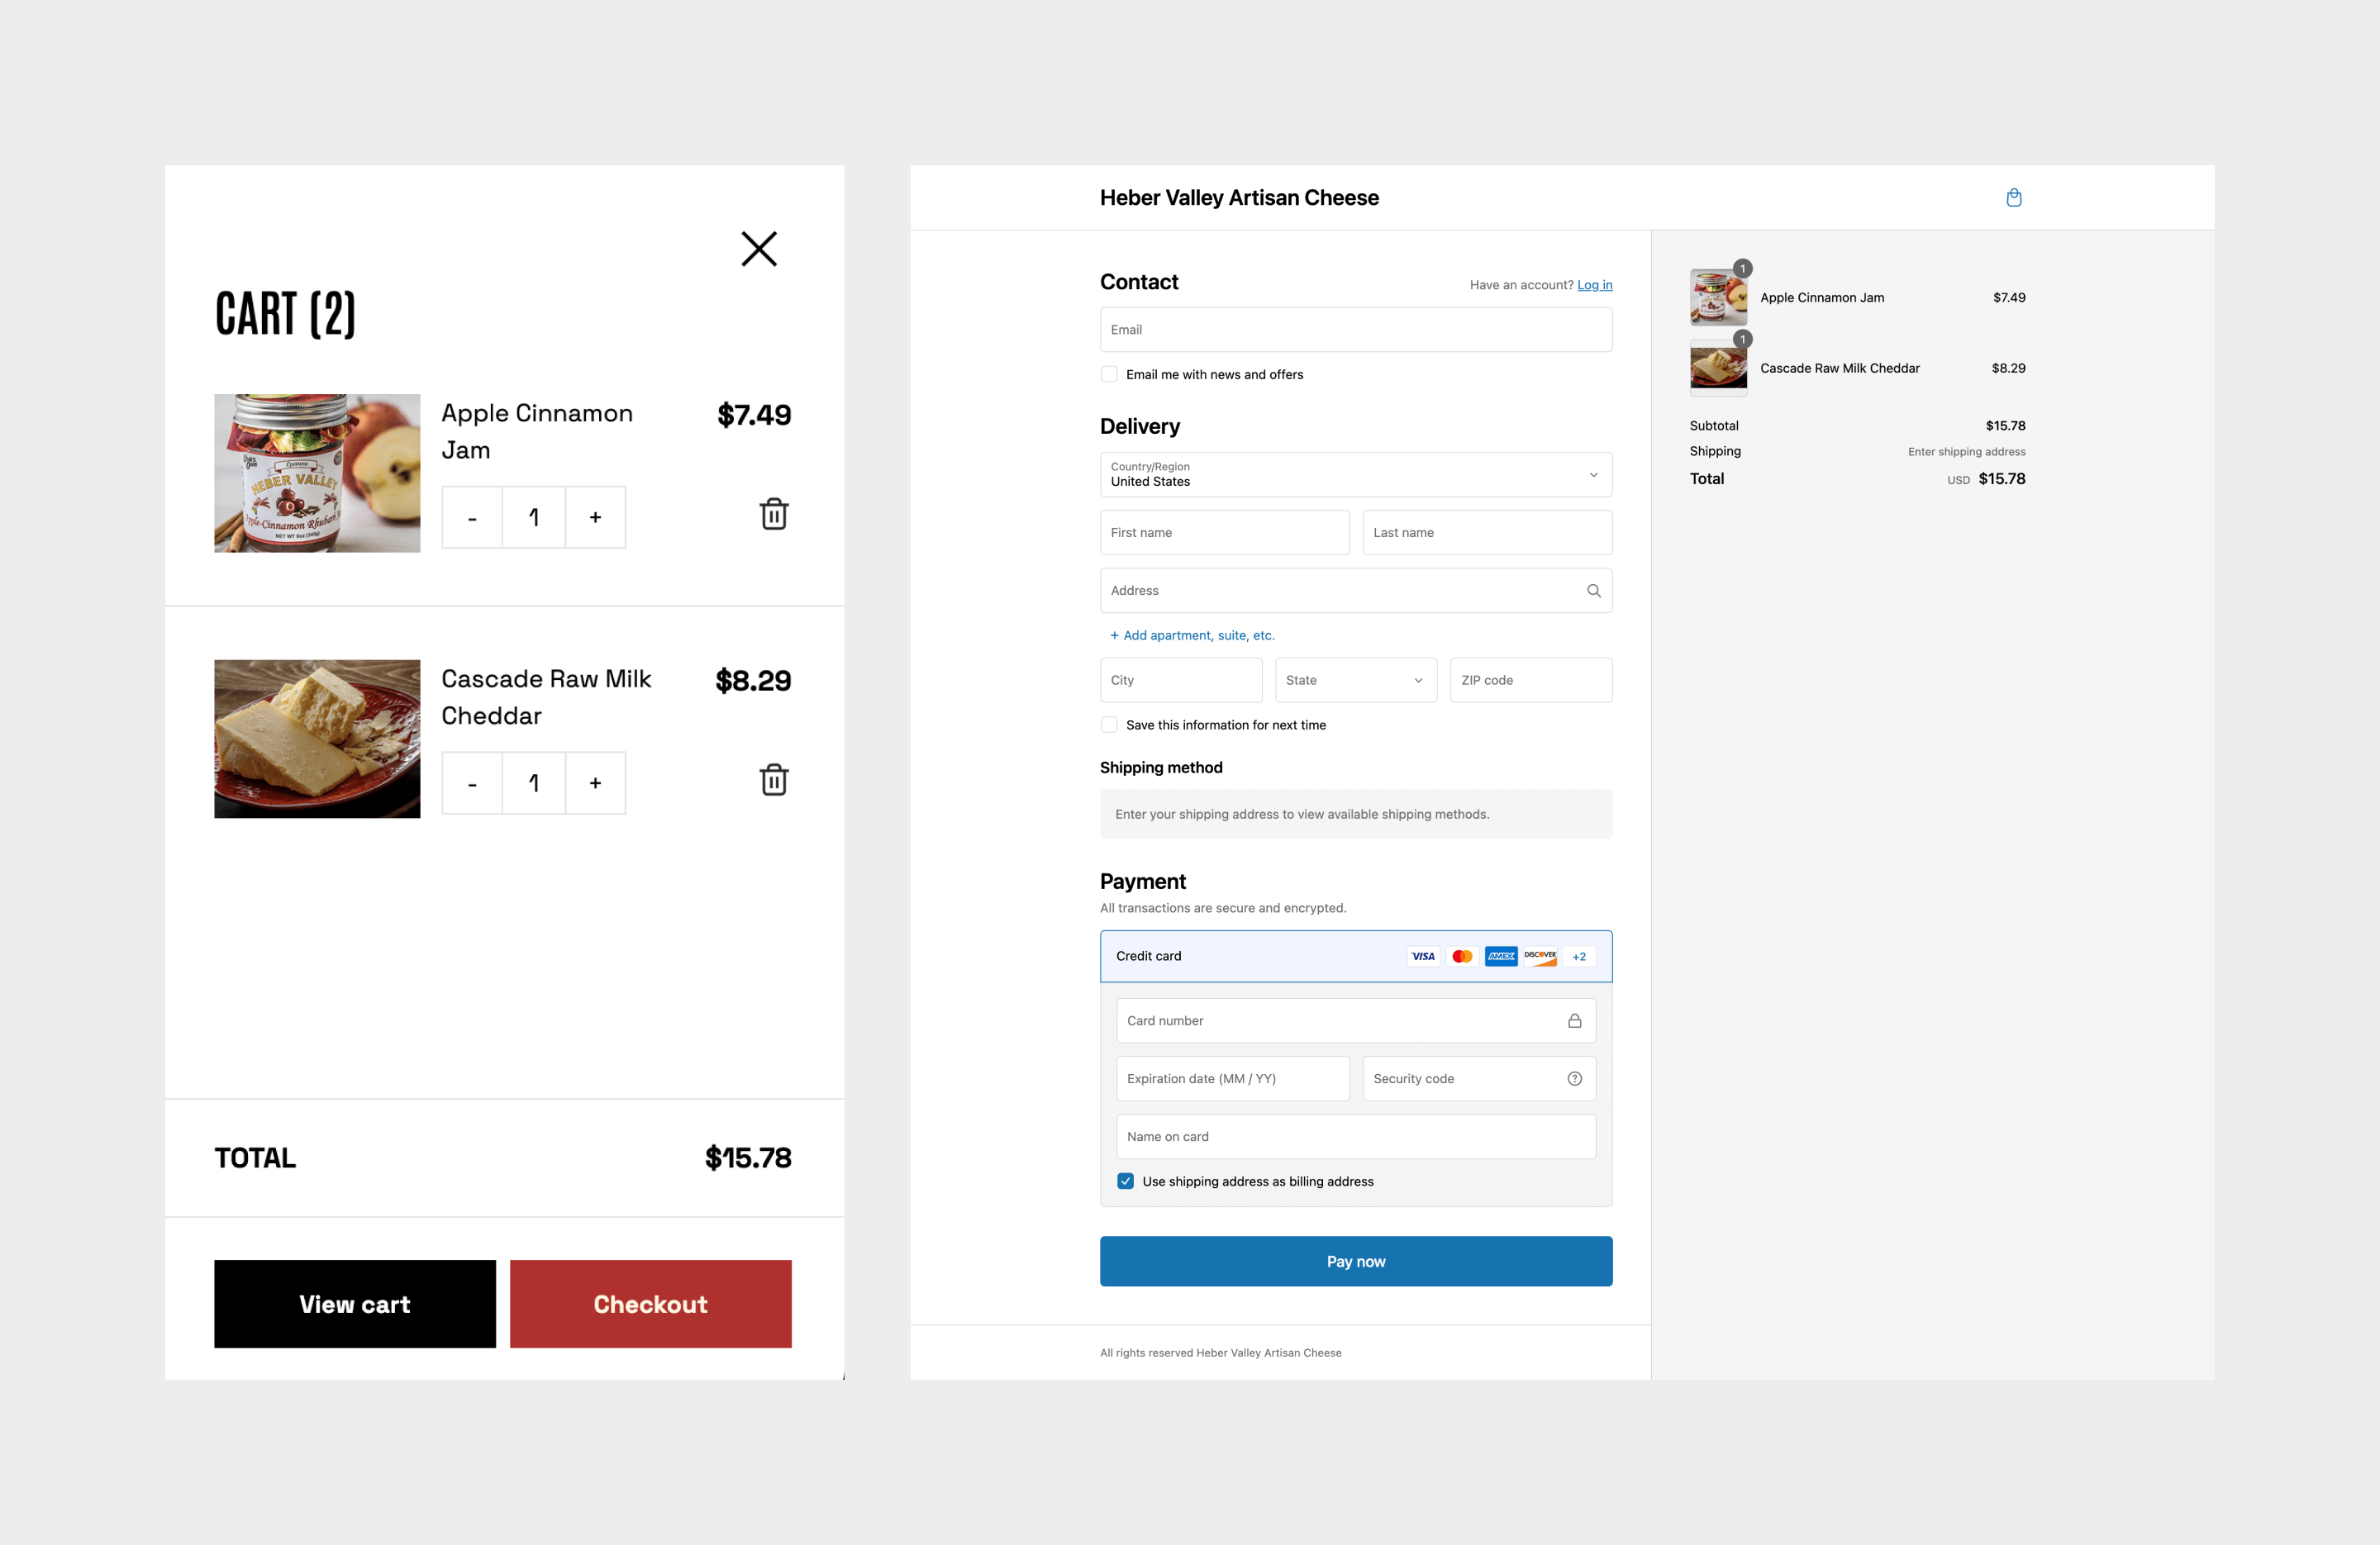 CART (2)
Apple Cinnamon
Jam
$7.49
HEBER VALLEY
Apple-Cinnamon Rhubarb
- 1 +
Cascade Raw Milk
Cheddar
$8.29
- 1 +
TOTAL
$15.78
View cart
Checkout
Heber Valley Artisan Cheese
Contact
Have an account? Log in
Email
Email me with news and offers
Delivery
Country/Region
United States
First name
Last name
Address
+ Add apartment, suite, etc.
City
State
ZIP code
Save this information for next time
Shipping method
Enter your shipping address to view available shipping methods.
Payment
All transactions are secure and encrypted.
Credit card
VISA
AMEX
DISCOVER
+2
Card number
Expiration date (MM / YY)
Security code
Name on card
Use shipping address as billing address
Pay now
All rights reserved Heber Valley Artisan Cheese
1
Apple Cinnamon Jam
$7.49
1
Cascade Raw Milk Cheddar
$8.29
Subtotal
$15.78
Shipping
Enter shipping address
Total
USD $15.78